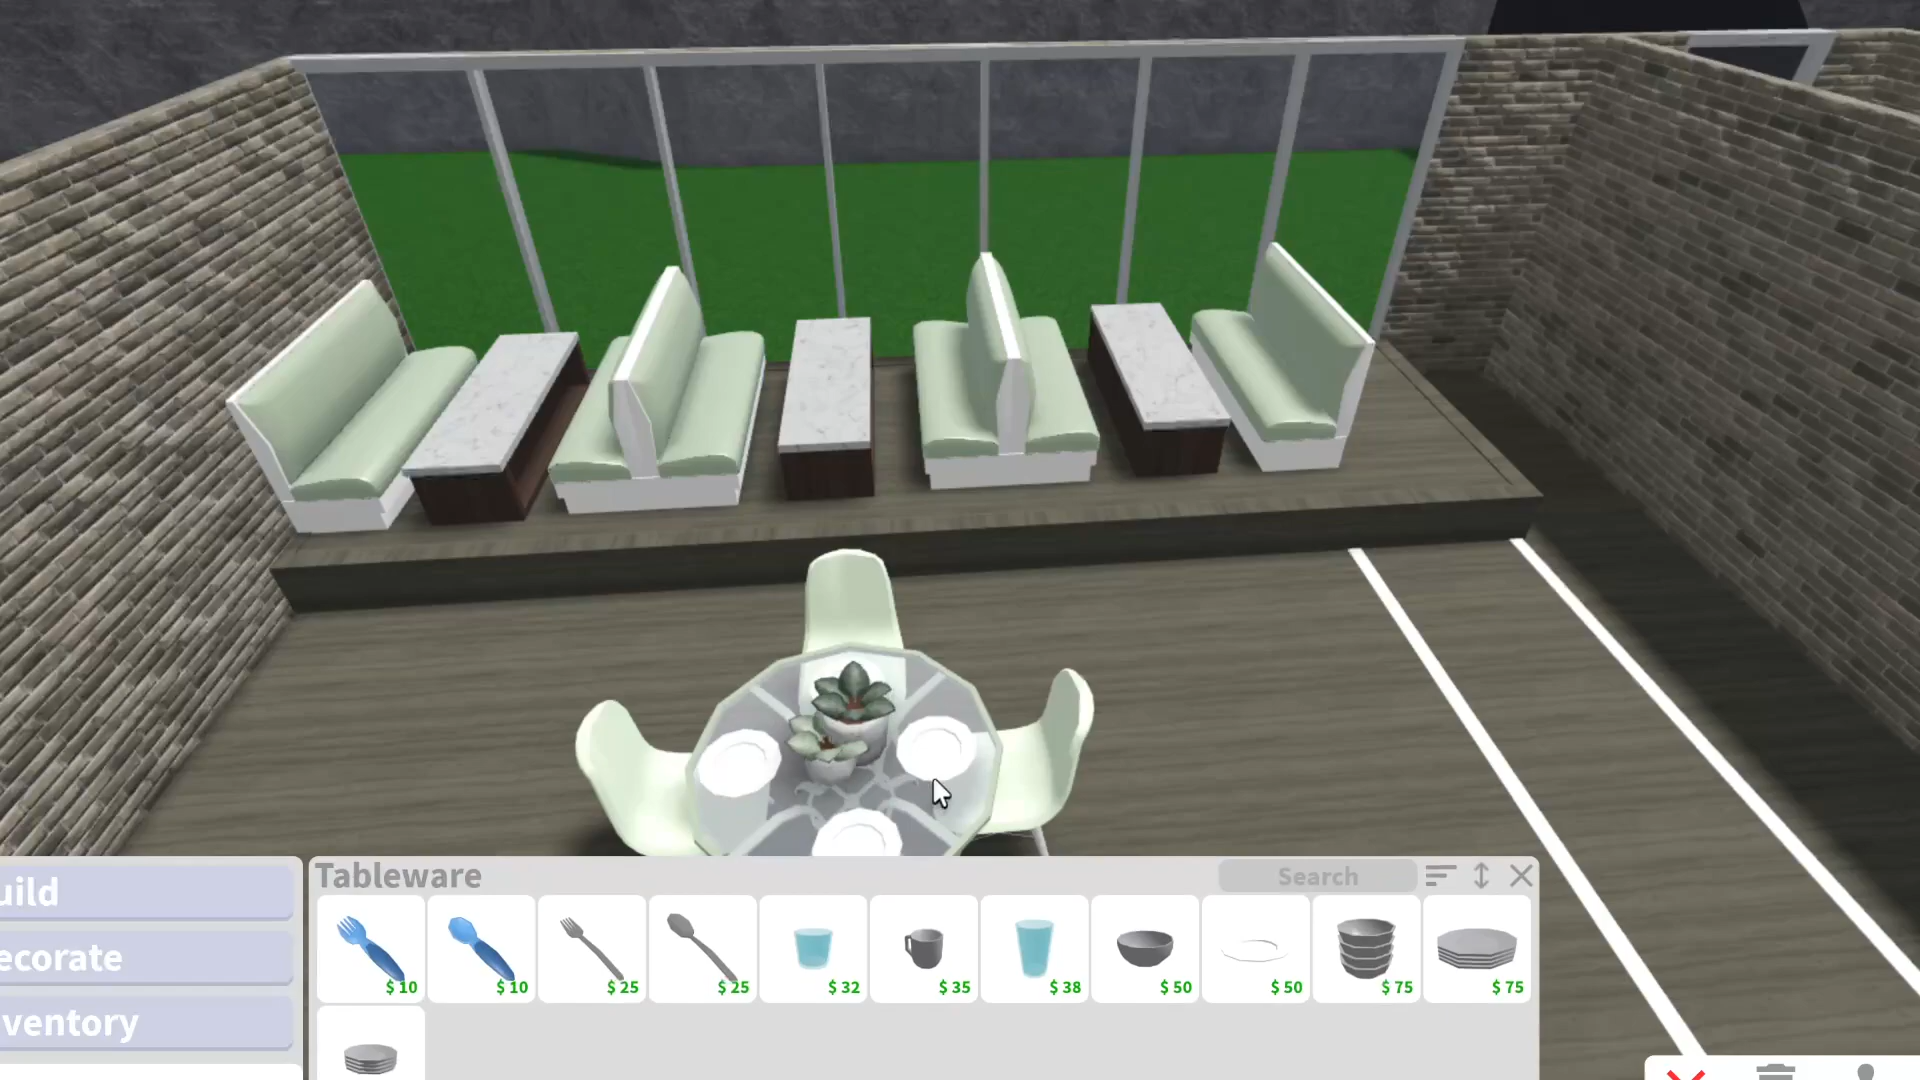 uild
ecorate
ventory
Tableware
Search
$ 10
$ 10
$ 25
$ 25
$ 32
$ 35
$ 38
$ 50
$ 50
$ 75
$ 75